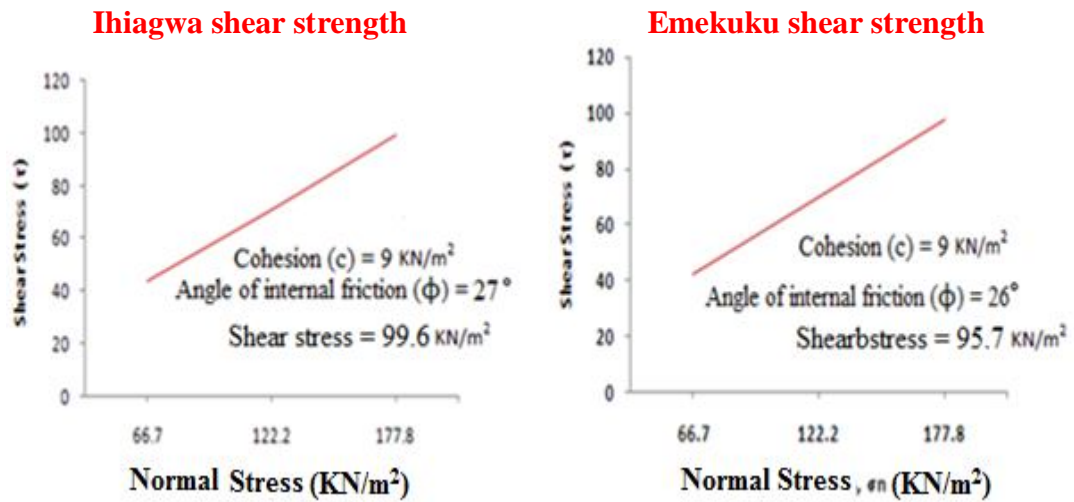 Ihiagwa shear strength
120
100
80
60
40
20
0
Shear Stress (τ)
Cohesion (c) = 9 KN/m²
Angle of internal friction (ϕ) = 27°
Shear stress = 99.6 KN/m²
66.7 122.2 177.8
Normal Stress (KN/m²)
Emekuku shear strength
120
100
80
60
40
20
0
Shear Stress (τ)
Cohesion (c) = 9 KN/m²
Angle of internal friction (ϕ) = 26°
Shearbstress = 95.7 KN/m²
66.7 122.2 177.8
Normal Stress , σn (KN/m²)